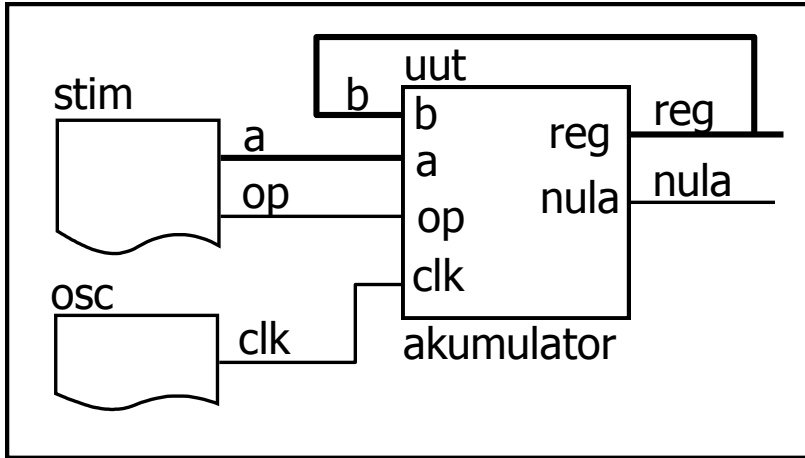 stim
a
op
osc
clk
b
uut
b
a
op
clk
reg
nula
akumulator
reg
nula